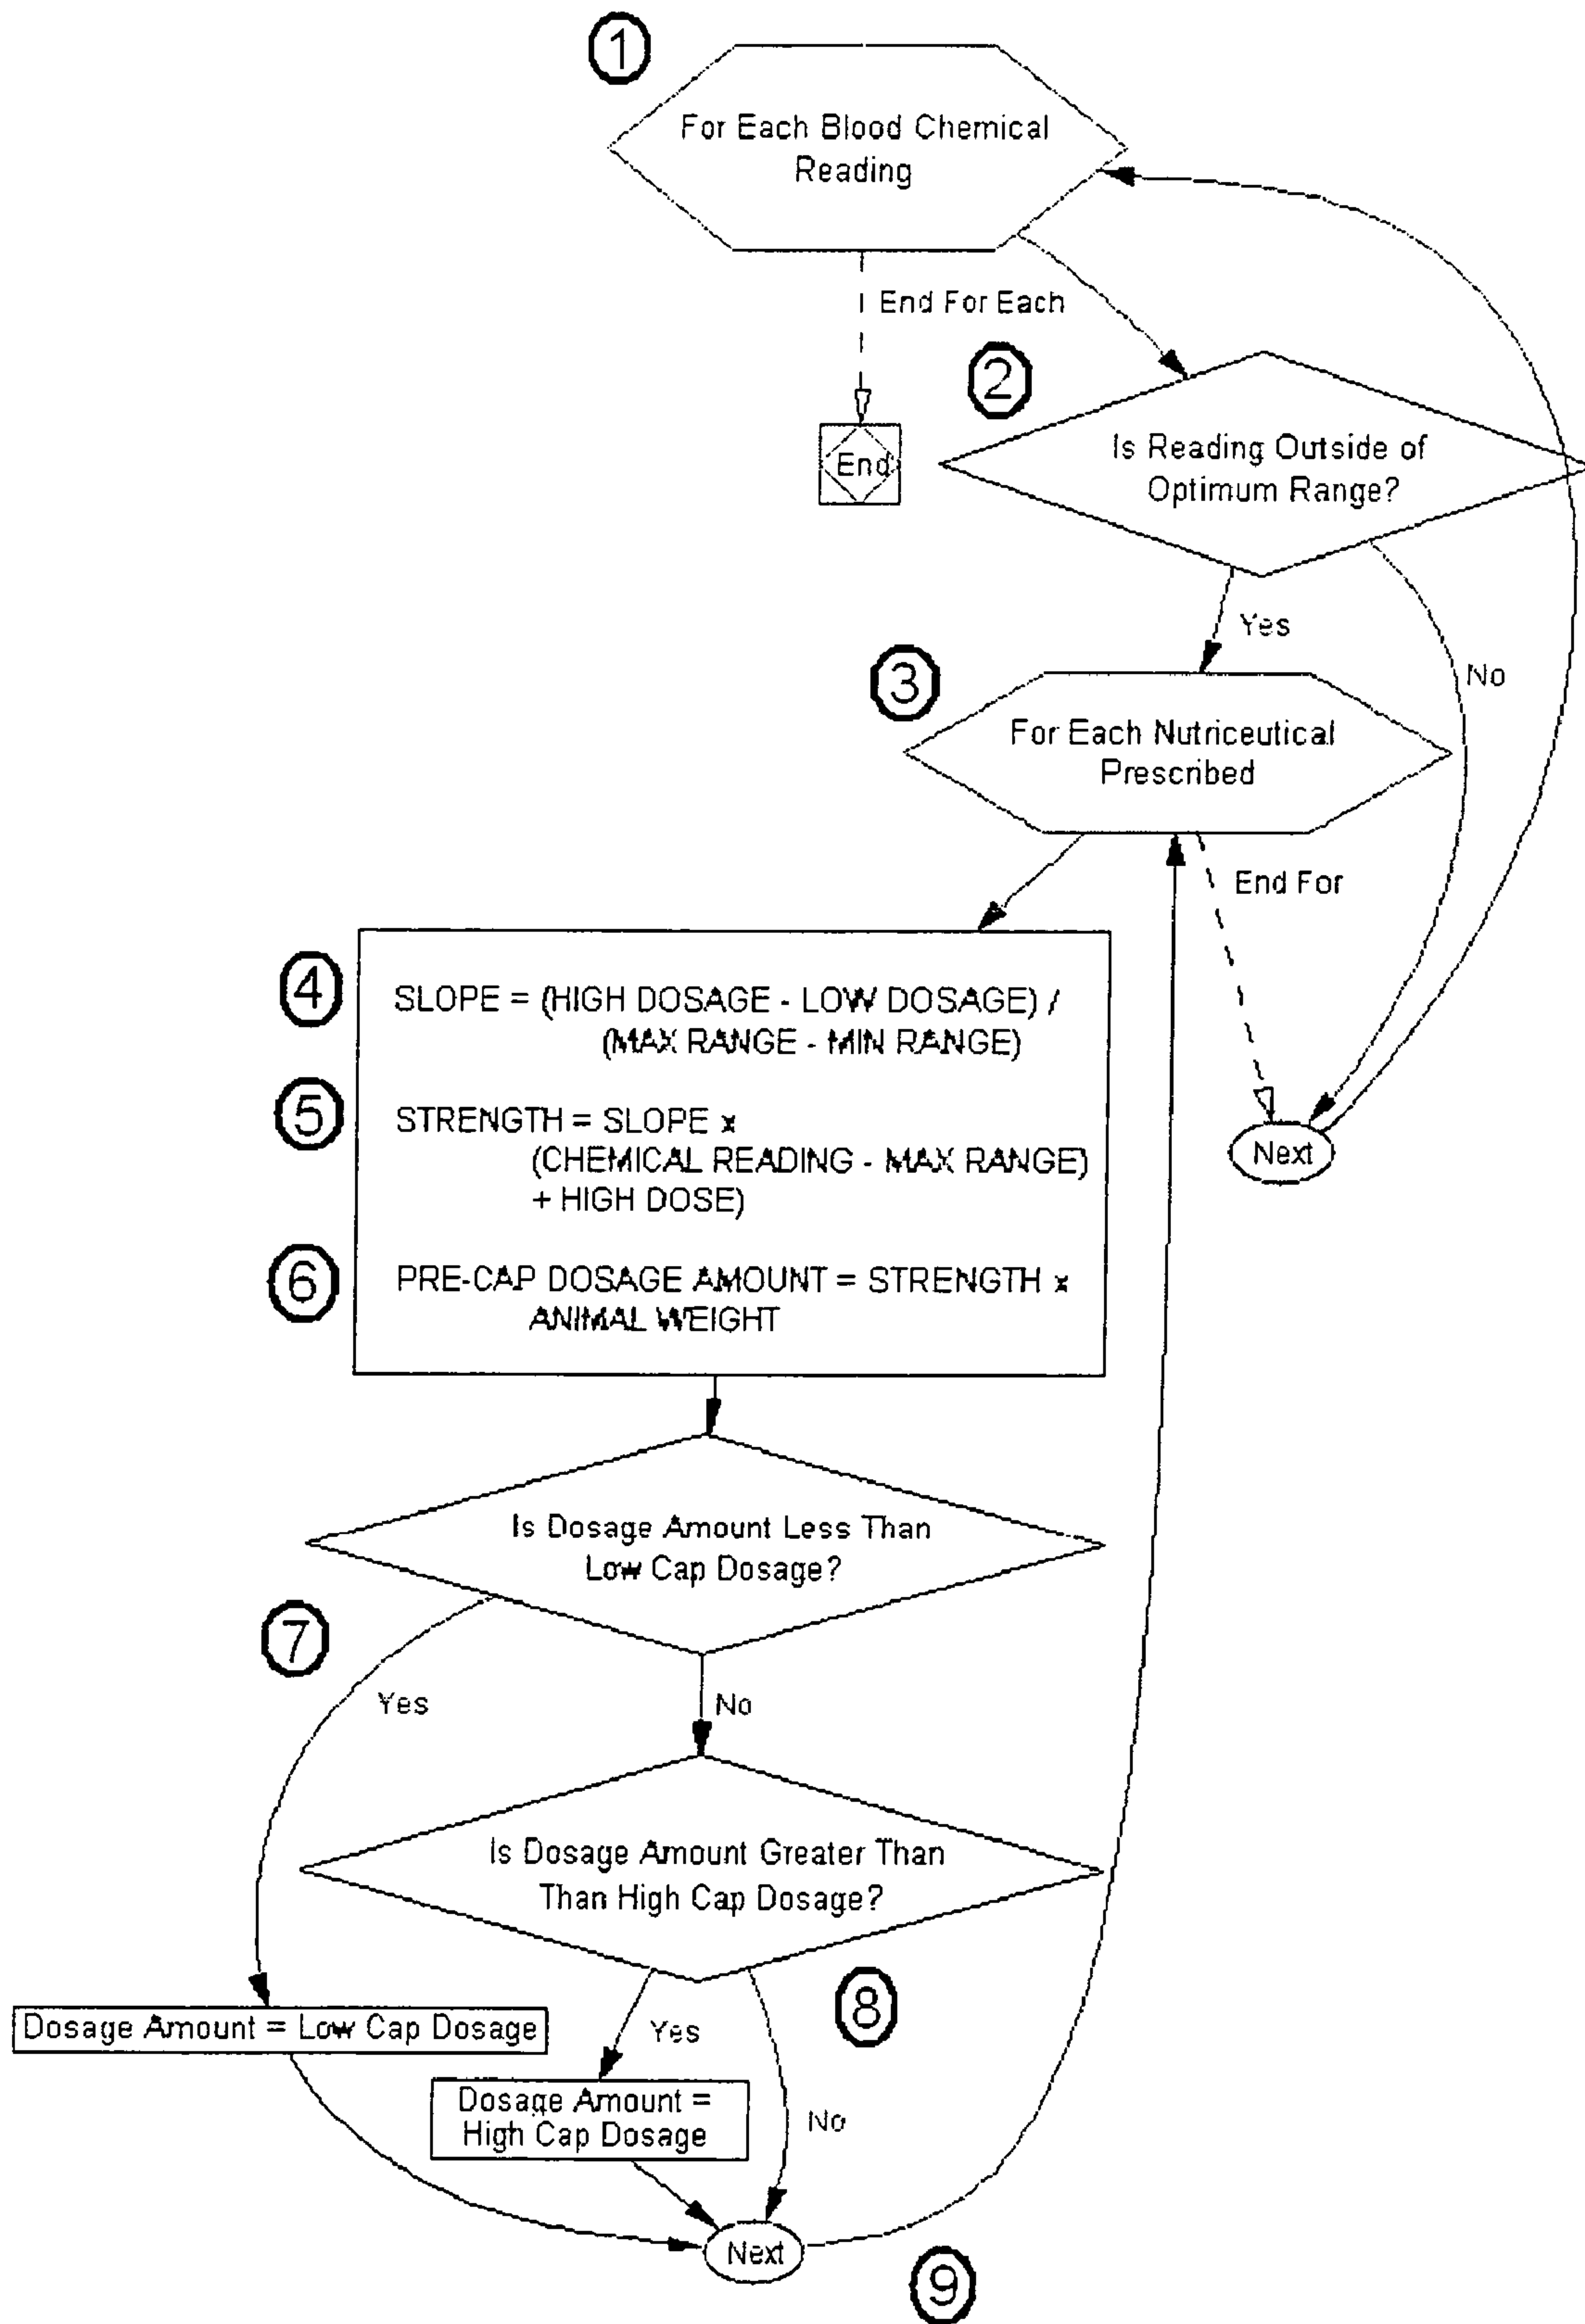 1
For Each Blood Chemical
Reading
End For Each
End
2
Is Reading Outside of
Optimum Range?
Yes
No
3
For Each Nutriceutical
Prescribed
End For
Next
4
SLOPE = (HIGH DOSAGE - LOW DOSAGE) /
(MAX RANGE - MIN RANGE)
5
STRENGTH = SLOPE x
(CHEMICAL READING - MAX RANGE)
+ HIGH DOSE)
6
PRE-CAP DOSAGE AMOUNT = STRENGTH x
ANIMAL WEIGHT
Is Dosage Amount Less Than
Low Cap Dosage?
7
Yes
No
Is Dosage Amount Greater Than
Than High Cap Dosage?
8
Dosage Amount = Low Cap Dosage
Yes
Dosage Amount =
High Cap Dosage
No
Next
9